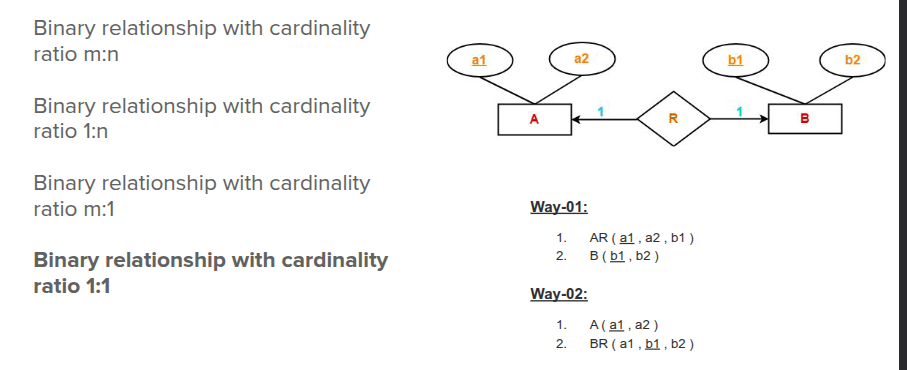 Binary relationship with cardinality
ratio m:n
Binary relationship with cardinality
ratio 1:n
Binary relationship with cardinality
ratio m:1
Binary relationship with cardinality
ratio 1:1
a1 a2 b1 b2
A 1 R 1 B
Way-01:
1. AR ( a1 , a2 , b1 )
2. B ( b1 , b2 )
Way-02:
1. A ( a1 , a2 )
2. BR ( a1 , b1 , b2 )